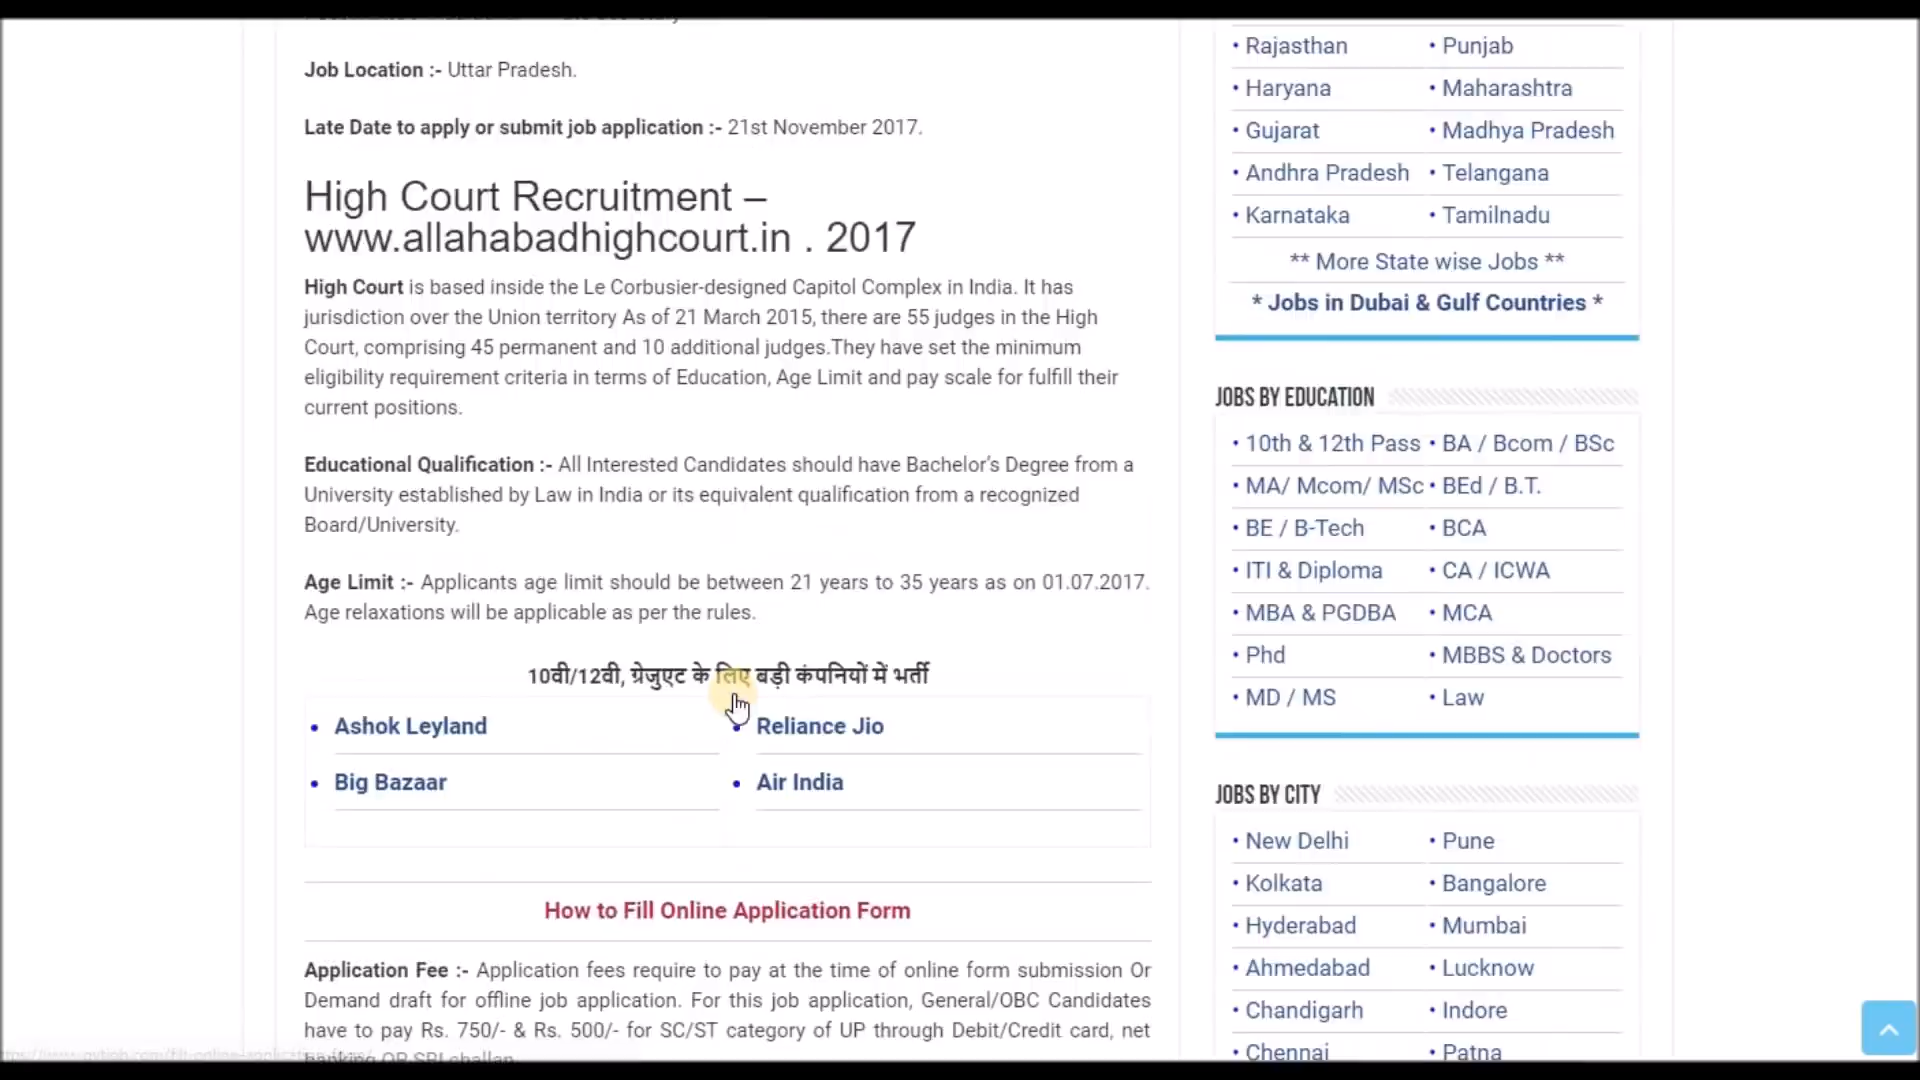 Job Location :- Uttar Pradesh.
Late Date to apply or submit job application :- 21st November 2017.
High Court Recruitment –
www.allahabadhighcourt.in . 2017
High Court is based inside the Le Corbusier-designed Capitol Complex in India. It has
jurisdiction over the Union territory As of 21 March 2015, there are 55 judges in the High
Court, comprising 45 permanent and 10 additional judges.They have set the minimum
eligibility requirement criteria in terms of Education, Age Limit and pay scale for fulfill their
current positions.
Educational Qualification :- All Interested Candidates should have Bachelor's Degree from a
University established by Law in India or its equivalent qualification from a recognized
Board/University.
Age Limit :- Applicants age limit should be between 21 years to 35 years as on 01.07.2017.
Age relaxations will be applicable as per the rules.
10वी/12वी, ग्रेजुएट के लिए बड़ी कंपनियों में भर्ती
• Ashok Leyland
• Reliance Jio
• Big Bazaar
• Air India
How to Fill Online Application Form
Application Fee :- Application fees require to pay at the time of online form submission Or
Demand draft for offline job application. For this job application, General/OBC Candidates
have to pay Rs. 750/- & Rs. 500/- for SC/ST category of UP through Debit/Credit card, net
banking OR SBI challan
• Rajasthan • Punjab
• Haryana • Maharashtra
• Gujarat • Madhya Pradesh
• Andhra Pradesh • Telangana
• Karnataka • Tamilnadu
** More State wise Jobs **
* Jobs in Dubai & Gulf Countries *
JOBS BY EDUCATION
• 10th & 12th Pass • BA / Bcom / BSc
• MA/ Mcom/ MSc • BEd / B.T.
• BE / B-Tech • BCA
• ITI & Diploma • CA / ICWA
• MBA & PGDBA • MCA
• Phd • MBBS & Doctors
• MD / MS • Law
JOBS BY CITY
• New Delhi • Pune
• Kolkata • Bangalore
• Hyderabad • Mumbai
• Ahmedabad • Lucknow
• Chandigarh • Indore
• Chennai • Patna